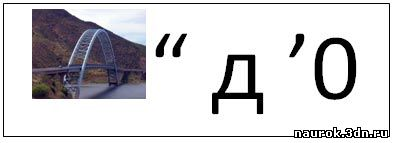 “ д ’0
naurok.3dn.ru